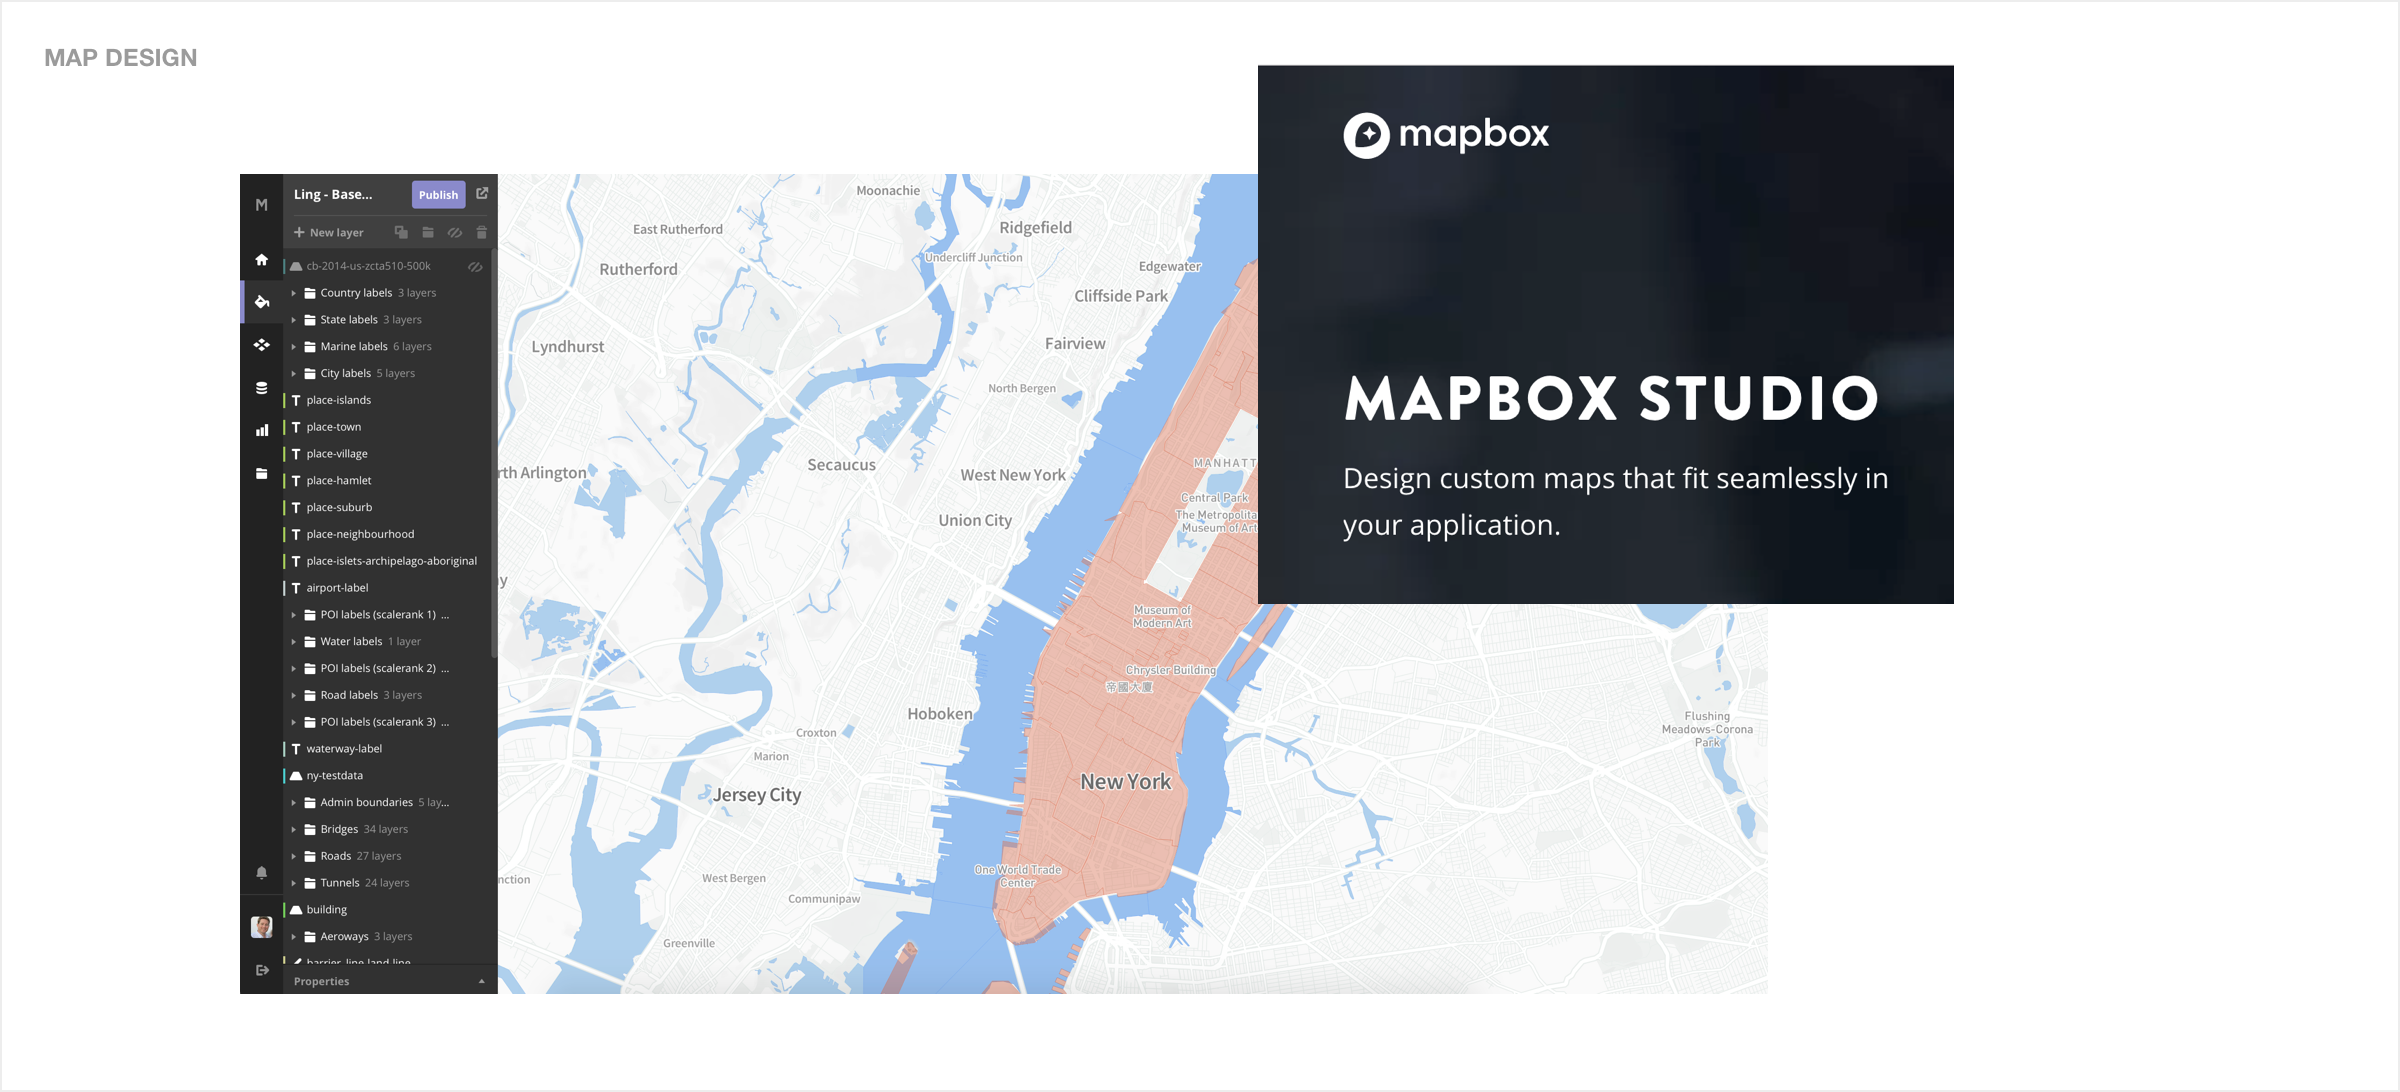 MAP DESIGN
mapbox
MAPBOX STUDIO
Design custom maps that fit seamlessly in
your application.
M
Ling - Base...
Publish
New layer
cb-2014-us-zcta510-500k
Country labels 3 layers
State labels 3 layers
Marine labels 6 layers
City labels 5 layers
place-islands
place-town
place-village
place-hamlet
place-suburb
place-neighbourhood
place-islets-archipelago-aboriginal
airport-label
POI labels (scalerank 1) ...
Water labels 1 layer
POI labels (scalerank 2) ...
Road labels 3 layers
POI labels (scalerank 3) ...
waterway-label
ny-testdata
Admin boundaries 5 lay...
Bridges 34 layers
Roads 27 layers
Tunnels 24 layers
building
Aeroways 3 layers
barrier_line-land-line
Properties
Moonachie
East Rutherford
Ridgefield
Undercliff Junction
Rutherford
Edgewater
Cliffside Park
Lyndhurst
Fairview
North Bergen
Secaucus
MANHATT
rth Arlington
West New York
Central Park
The Metropolita
Museum of Art
Union City
y
Museum of
Modern Art
Chrysler Building
帝國大廈
Hoboken
Flushing
Meadows-Corona
Park
Croxton
Marion
New York
Jersey City
One World Trade
Center
nction
West Bergen
Communipaw
Greenville